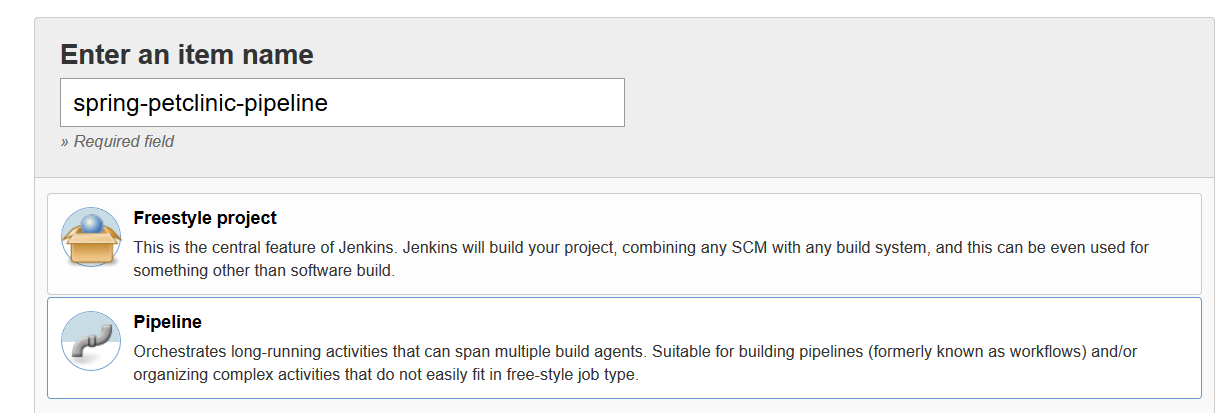 Enter an item name
spring-petclinic-pipeline
» Required field
Freestyle project
This is the central feature of Jenkins. Jenkins will build your project, combining any SCM with any build system, and this can be even used for
something other than software build.
Pipeline
Orchestrates long-running activities that can span multiple build agents. Suitable for building pipelines (formerly known as workflows) and/or
organizing complex activities that do not easily fit in free-style job type.